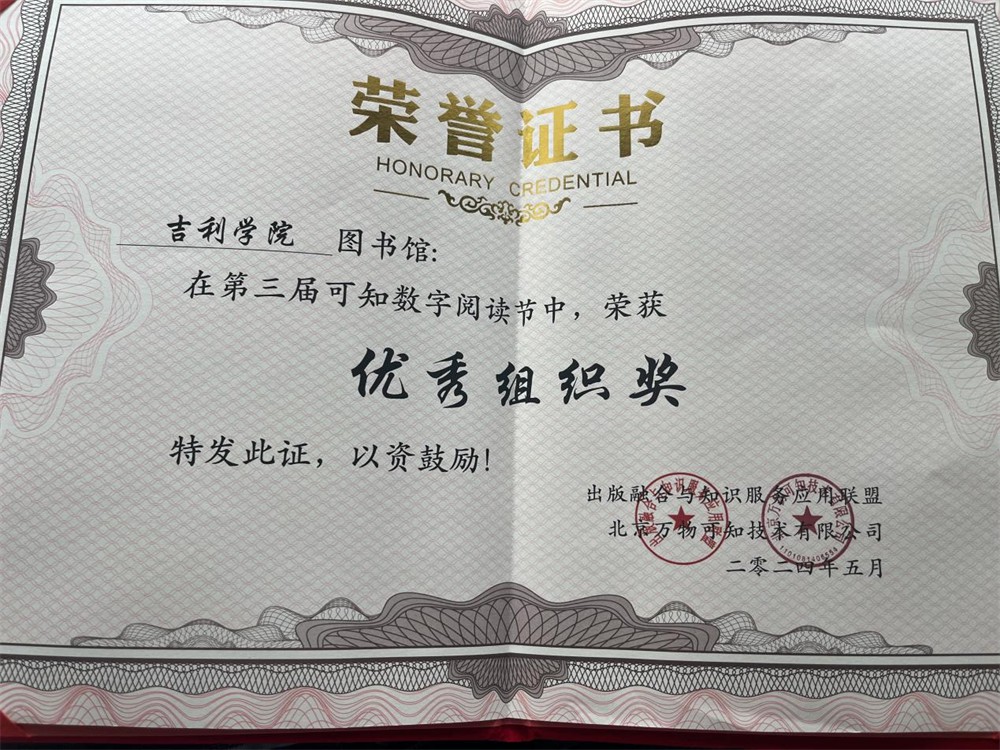 荣誉证书
HONORARY CREDENTIAL
吉利学院 图书馆:
在第三届可知数字阅读节中，荣获
优秀组织奖
特发此证，以资鼓励!
出版融合与知识服务应用联盟
北京万物可知技术有限公司
二零二四年五月